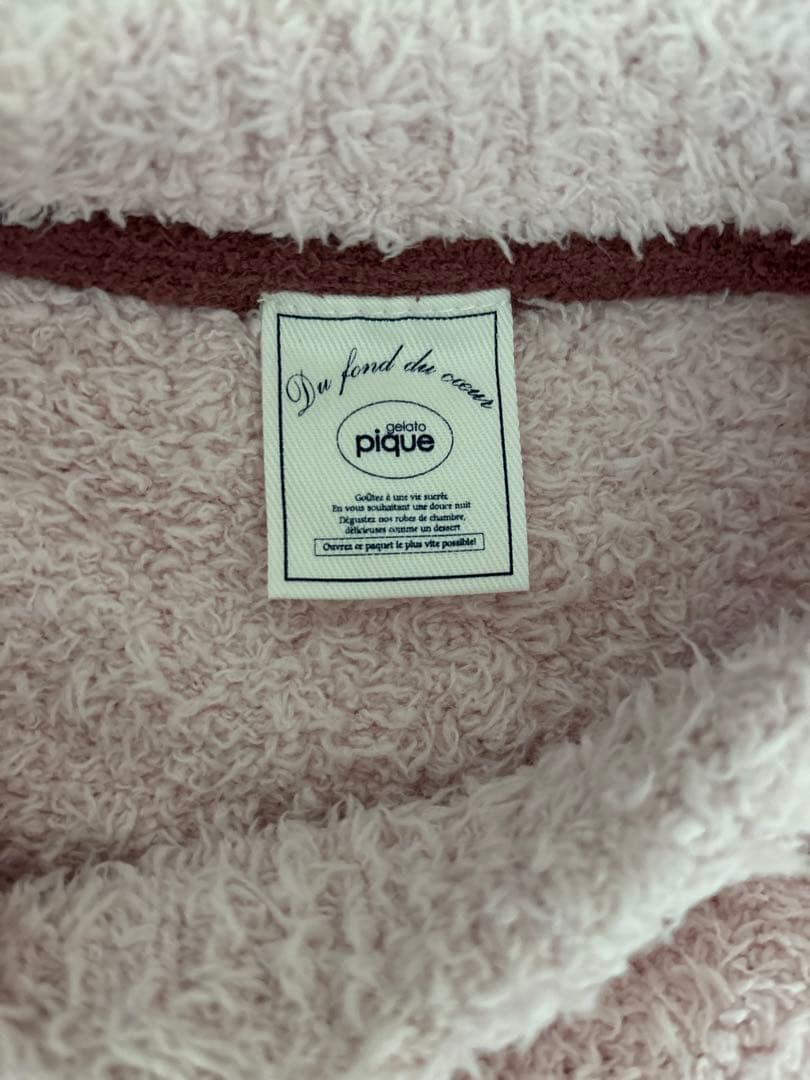 Du fond du cœur
gelato
pique
Goûtez à une vie sucrée
En vous souhaitant une douce nuit
Dégustez nos robes de chambre,
délicieuses comme un dessert
Ouvrez ce paquet le plus vite possible!